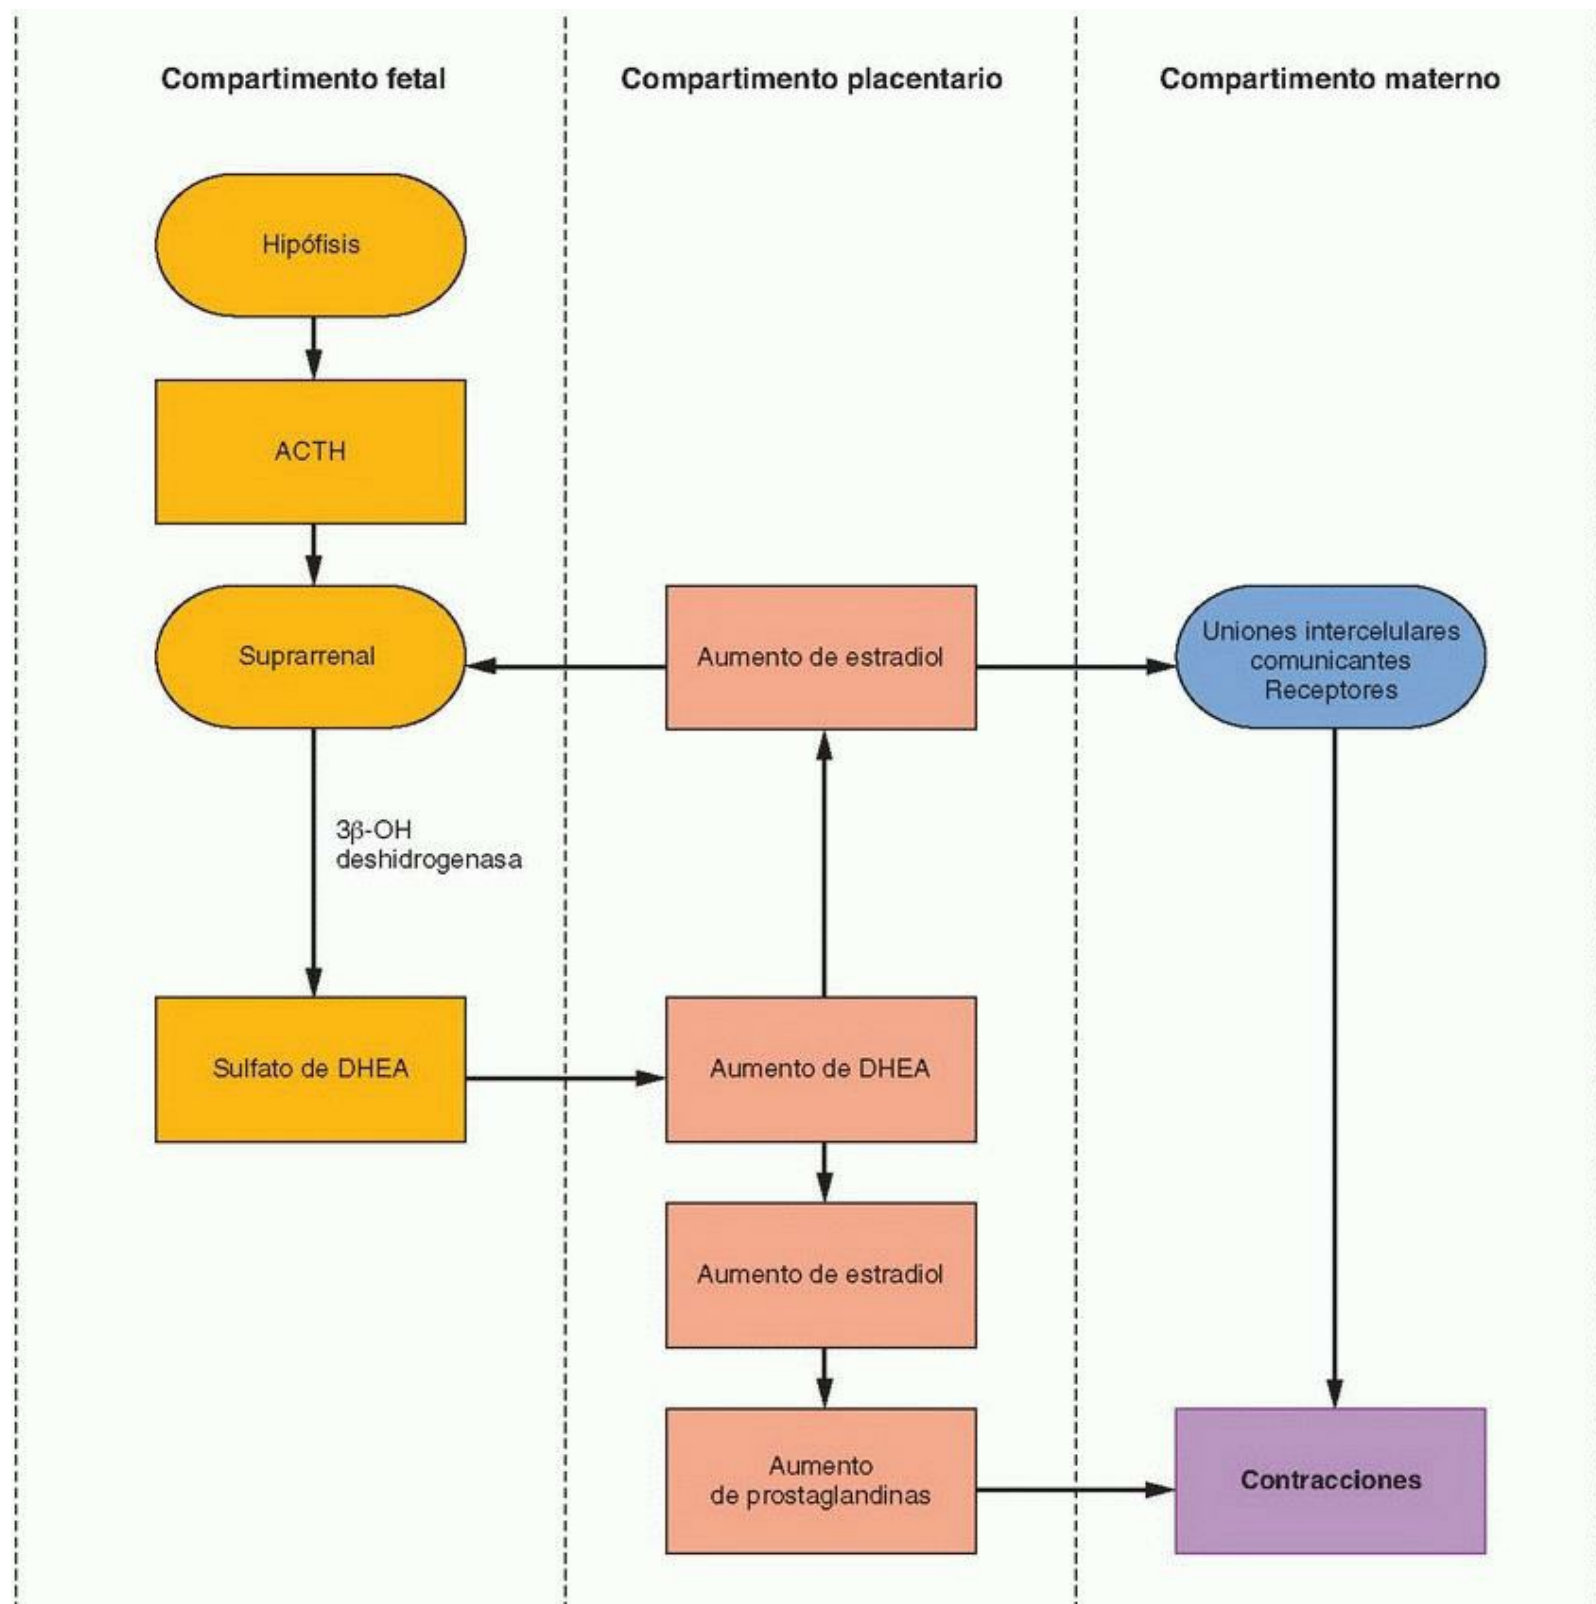 Compartimento fetal
Compartimento placentario
Compartimento materno
Hipófisis
ACTH
Suprarrenal
Aumento de estradiol
Uniones intercelulares
comunicantes
Receptores
3β-OH
deshidrogenasa
Sulfato de DHEA
Aumento de DHEA
Aumento de estradiol
Aumento
de prostaglandinas
Contracciones